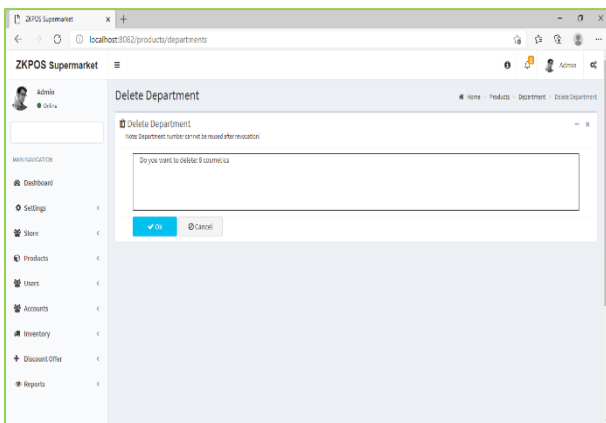 ZKPOS Supermarket
localhost:8082/products/departments
ZKPOS Supermarket
Admin
Admin
Online
Delete Department
Home > Products > Department > Delete Department
Delete Department
Note: Department number cannot be reused after revocation!
Do you want to delete: 8 cosmetics
Ok
Cancel
MAIN NAVIGATION
Dashboard
Settings
Store
Products
Users
Accounts
Inventory
Discount Offer
Reports